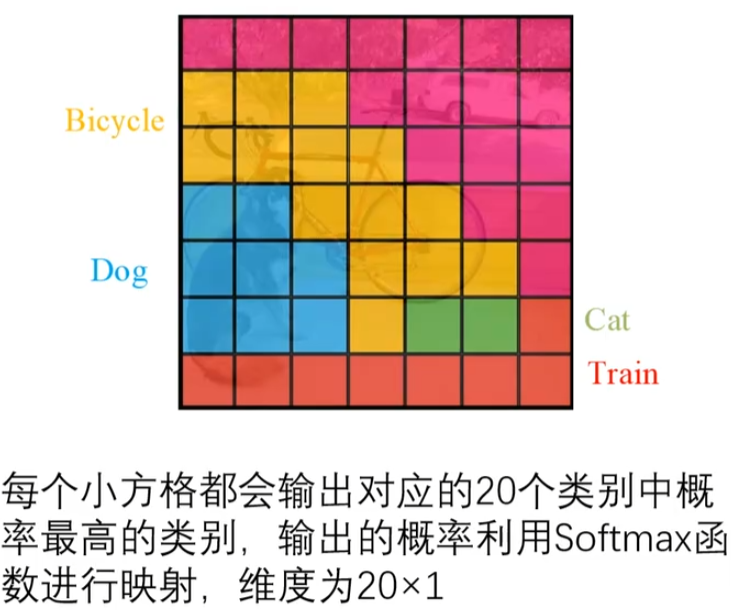 Bicycle
Dog
Cat
Train
每个小方格都会输出对应的20个类别中概
率最高的类别，输出的概率利用Softmax函
数进行映射，维度为20×1